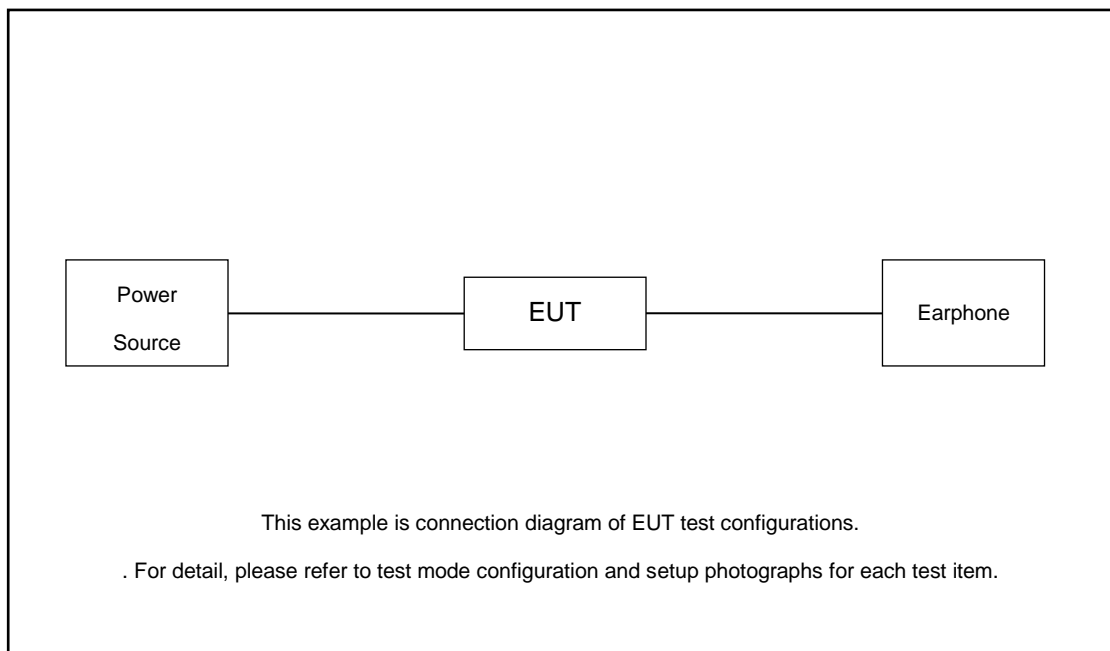 Power
Source
EUT
Earphone
This example is connection diagram of EUT test configurations.
. For detail, please refer to test mode configuration and setup photographs for each test item.